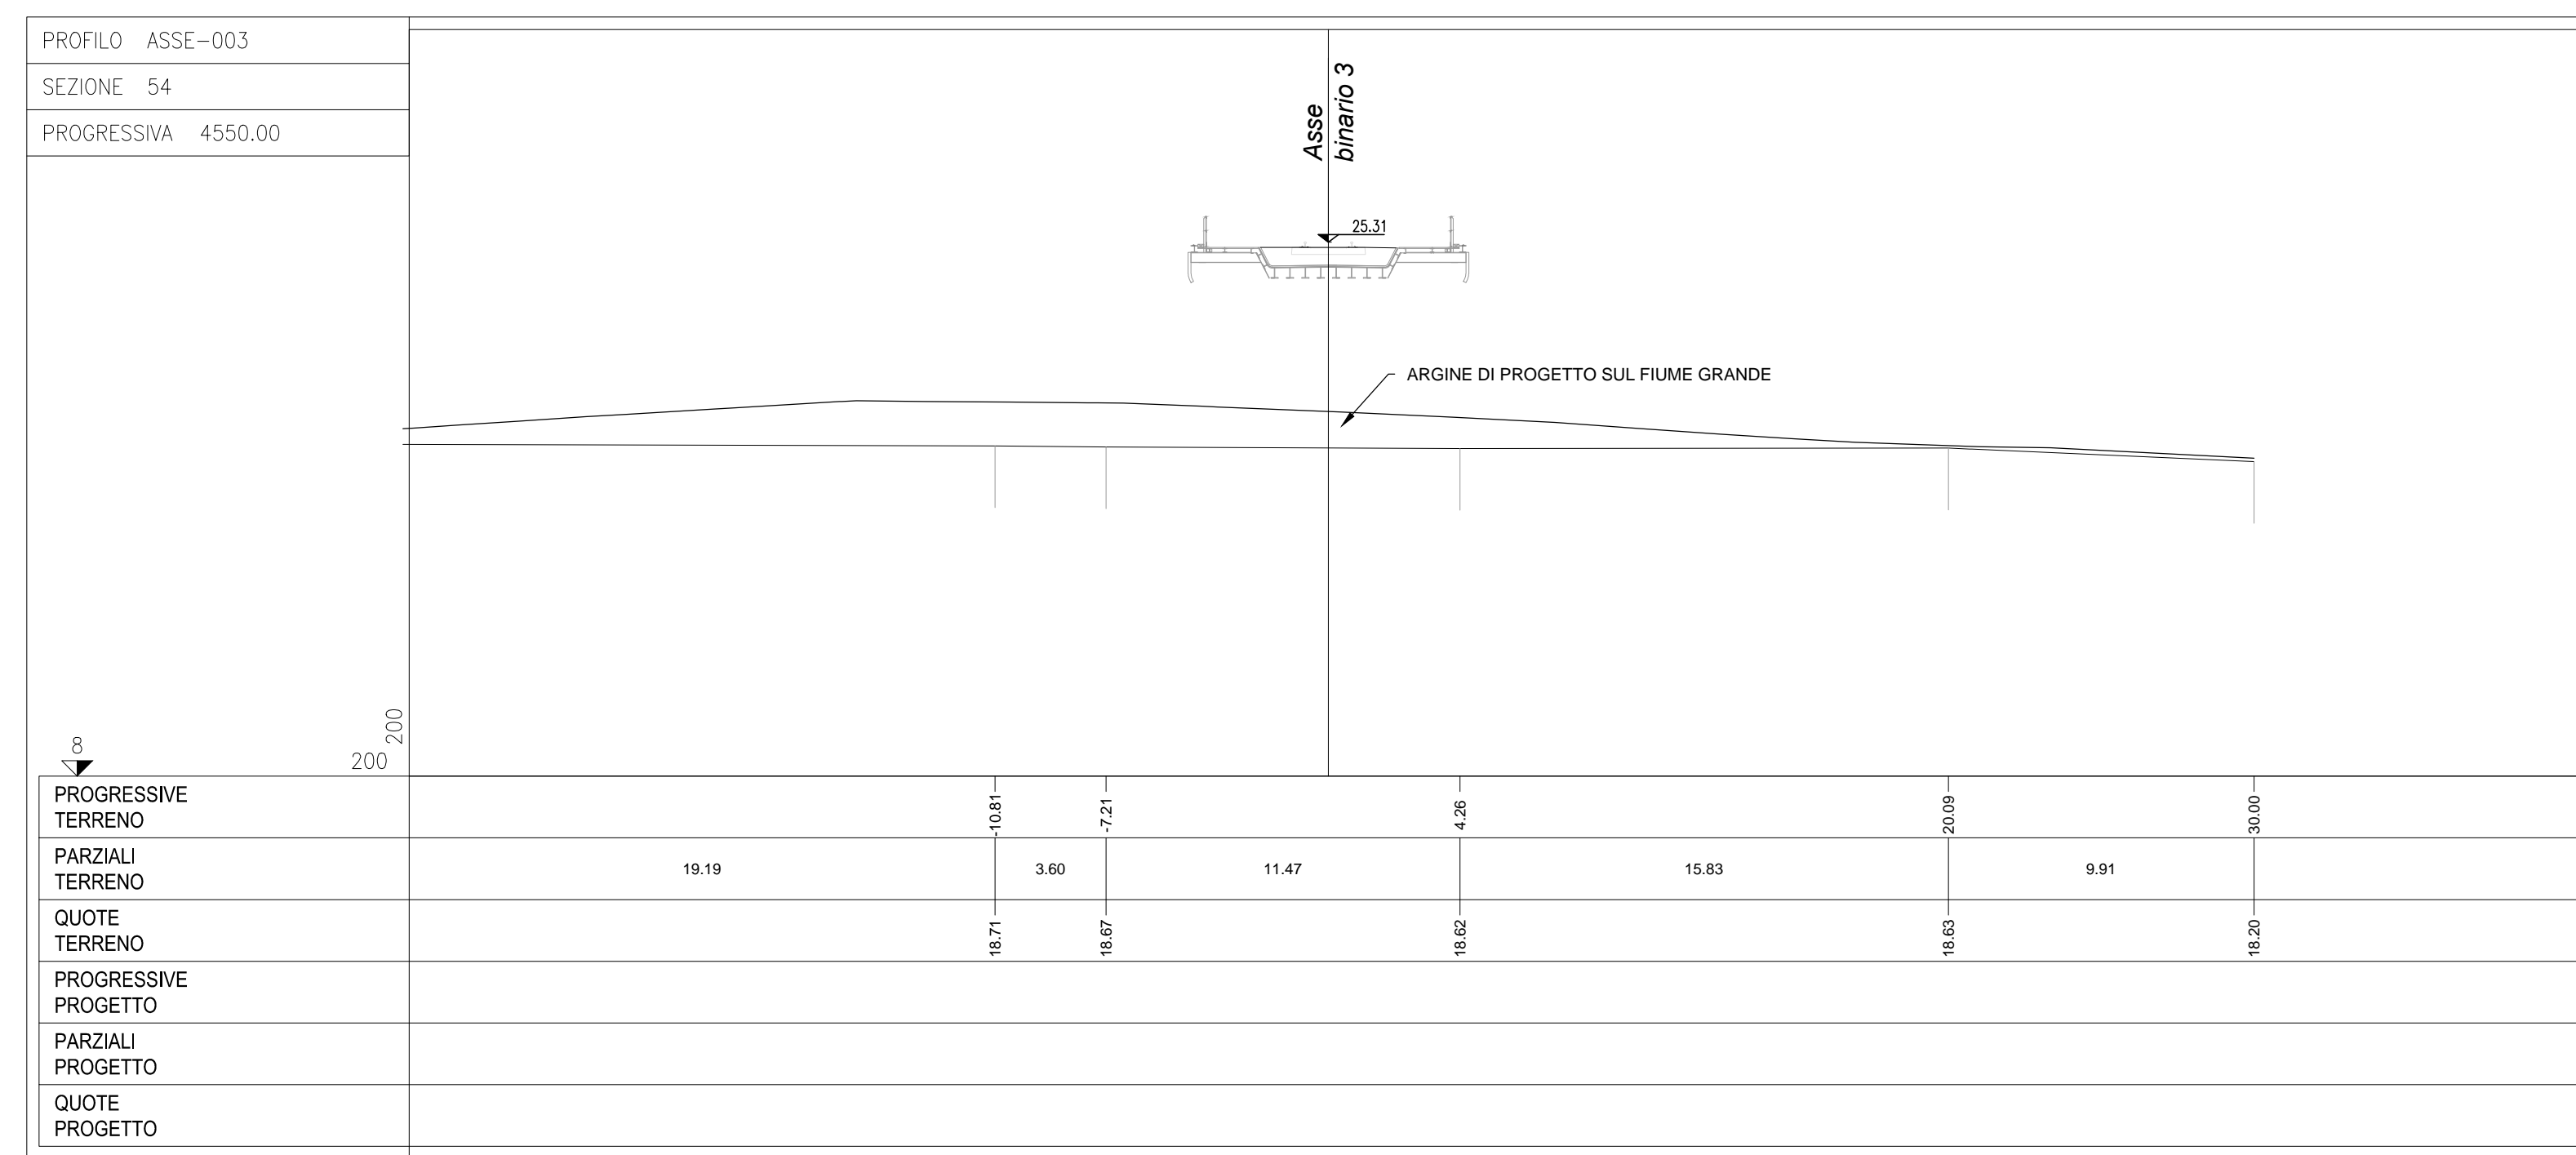 PROFILO ASSE-003
SEZIONE 54
PROGRESSIVA 4550.00
Asse
binario 3
25.31
ARGINE DI PROGETTO SUL FIUME GRANDE
200
8
200
PROGRESSIVE
TERRENO
-10.81
-7.21
4.26
20.09
30.00
PARZIALI
TERRENO
19.19
3.60
11.47
15.83
9.91
QUOTE
TERRENO
18.71
18.67
18.62
18.63
18.20
PROGRESSIVE
PROGETTO
PARZIALI
PROGETTO
QUOTE
PROGETTO